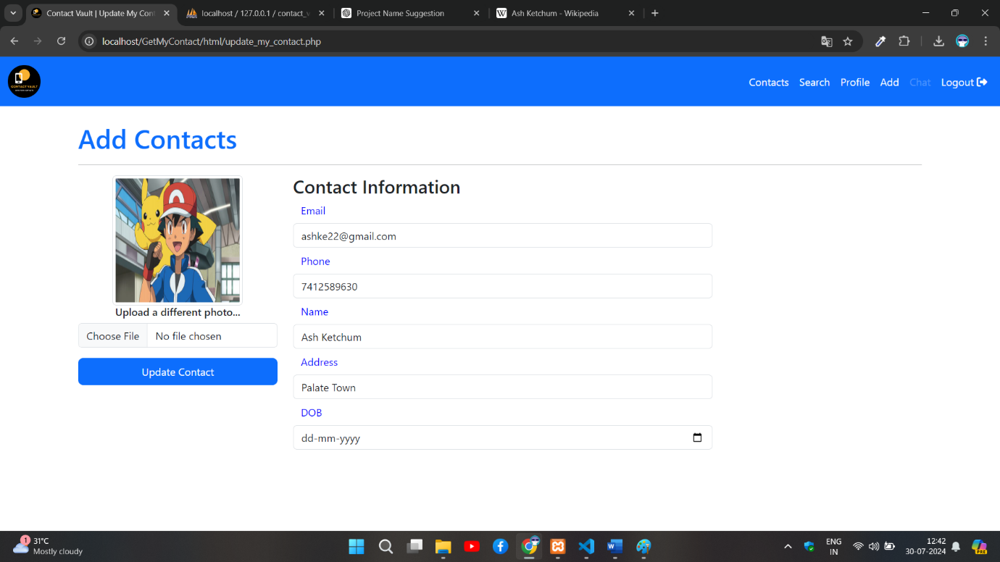 Contact Vault | Update My Cont
localhost / 127.0.0.1 / contact_v
Project Name Suggestion
Ash Ketchum - Wikipedia
localhost/GetMyContact/html/update_my_contact.php
CONTACT VAULT
Contacts Search Profile Add Chat Logout
Add Contacts
Upload a different photo...
Choose File No file chosen
Update Contact
Contact Information
Email
ashke22@gmail.com
Phone
7412589630
Name
Ash Ketchum
Address
Palate Town
DOB
dd-mm-yyyy
1
31°C
Mostly cloudy
ENG
IN
12:42
30-07-2024
PRE